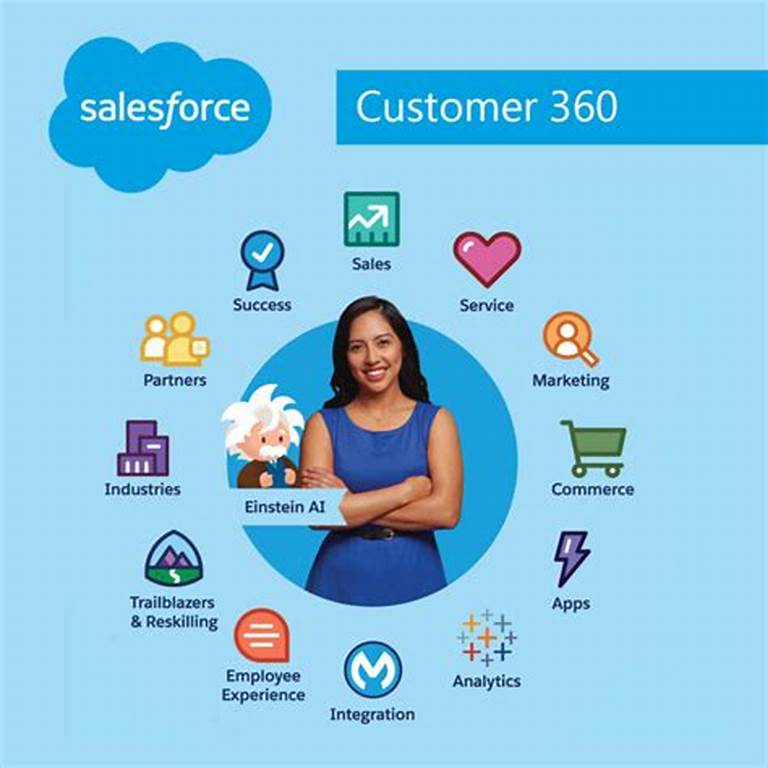 salesforce
Customer 360
Sales
Success
Service
Partners
Marketing
Industries
Commerce
Einstein AI
Trailblazers
& Reskilling
Apps
Employee
Experience
Analytics
Integration